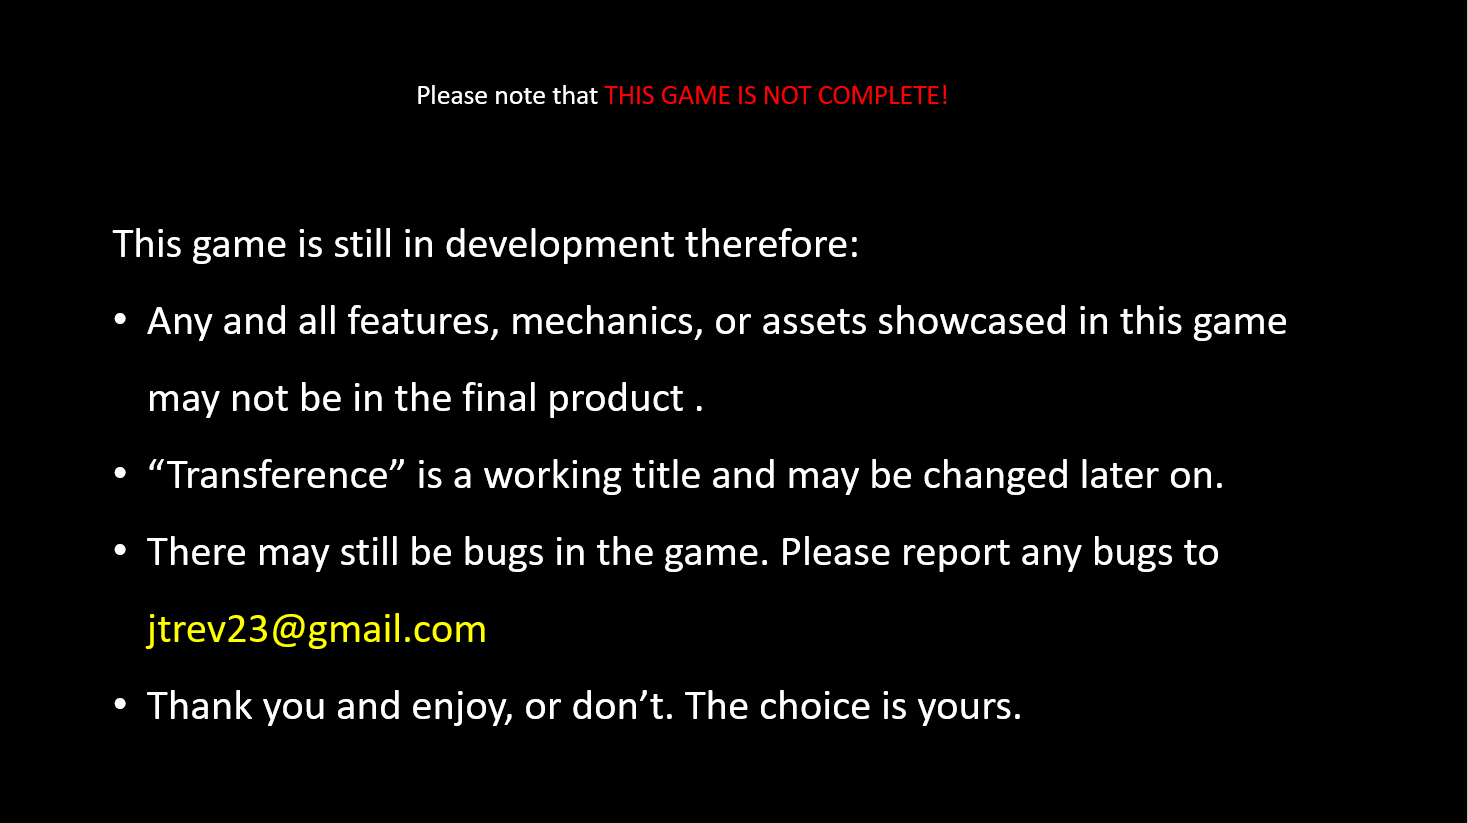 Please note that THIS GAME IS NOT COMPLETE!
This game is still in development therefore:
• Any and all features, mechanics, or assets showcased in this game
may not be in the final product .
• “Transference” is a working title and may be changed later on.
• There may still be bugs in the game. Please report any bugs to
jtrev23@gmail.com
• Thank you and enjoy, or don’t. The choice is yours.